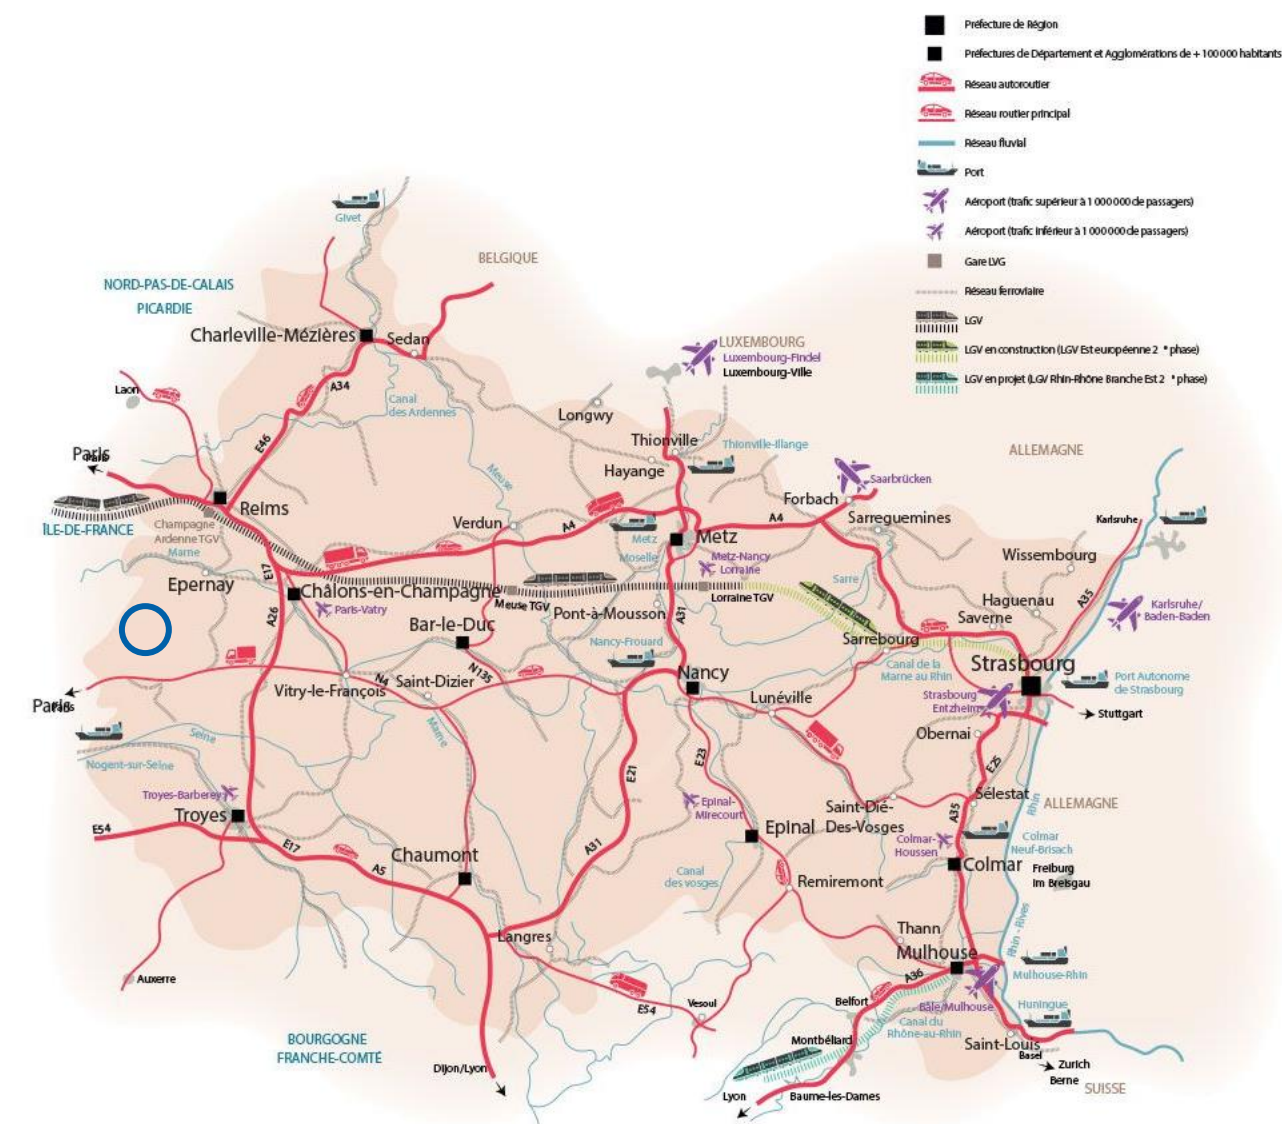 Préfecture de Région
Préfectures de Département et Agglomérations de + 100 000 habitants
Réseau autoroutier
Réseau routier principal
Réseau fluvial
Port
Aéroport (trafic supérieur à 1 000 000 de passagers)
Aéroport (trafic inférieur à 1 000 000 de passagers)
Gare LVG
Réseau ferroviaire
LGV
LGV en construction (LGV Est européenne 2e phase)
LGV en projet (LGV Rhin-Rhône Branche Est 2e phase)
Givet
BELGIQUE
NORD-PAS-DE-CALAIS
PICARDIE
Charleville-Mézières
Sedan
LUXEMBOURG
Luxembourg-Findel
Luxembourg-Ville
A34
Laon
Canal
des Ardennes
Longwy
E46
Thionville
Thionville-Illange
Hayange
ALLEMAGNE
Paris
Paris
Meuse
Saarbrücken
Forbach
Reims
Sarreguemines
Karlsruhe
ÎLE-DE-FRANCE
Champagne
Ardenne TGV
Verdun
A4
A4
Metz
Metz
Moselle
Marne
Wissembourg
Metz-Nancy
Lorraine
Epernay
E17
Châlons-en-Champagne
Meuse TGV
Lorraine TGV
Sarre
Haguenau
A35
Karlsruhe/
Baden-Baden
Paris-Vatry
A26
Pont-à-Mousson
A31
Saverne
Bar-le-Duc
Nancy-Frouard
Sarrebourg
Strasbourg
Canal de la
Marne au Rhin
Port Autonome
de Strasbourg
N135
Nancy
N4
Vitry-le-François
Saint-Dizier
Lunéville
Strasbourg
Entzheim
Stuttgart
Paris
Paris
Marne
Obernai
Seine
Nogent-sur-Seine
E23
E21
E25
Troyes-Barberey
Troyes
Epinal-
Mirecourt
Sélestat
Rhin
ALLEMAGNE
Saint-Dié-
Des-Vosges
A35
Epinal
E54
Colmar-
Houssen
Colmar
Neuf-Brisach
E17
A5
A31
Chaumont
Colmar
Freiburg
im Breisgau
Canal
des vosges
Remiremont
Rhin - Rives
Langres
Thann
Mulhouse
Mulhouse-Rhin
Auxerre
A36
E54
Vesoul
Belfort
Bâle/Mulhouse
Huningue
Canal du
Rhône-au-Rhin
BOURGOGNE
FRANCHE-COMTÉ
Montbéliard
Saint-Louis
Basel
Zurich
Berne
Dijon/Lyon
SUISSE
Lyon
Baume-les-Dames